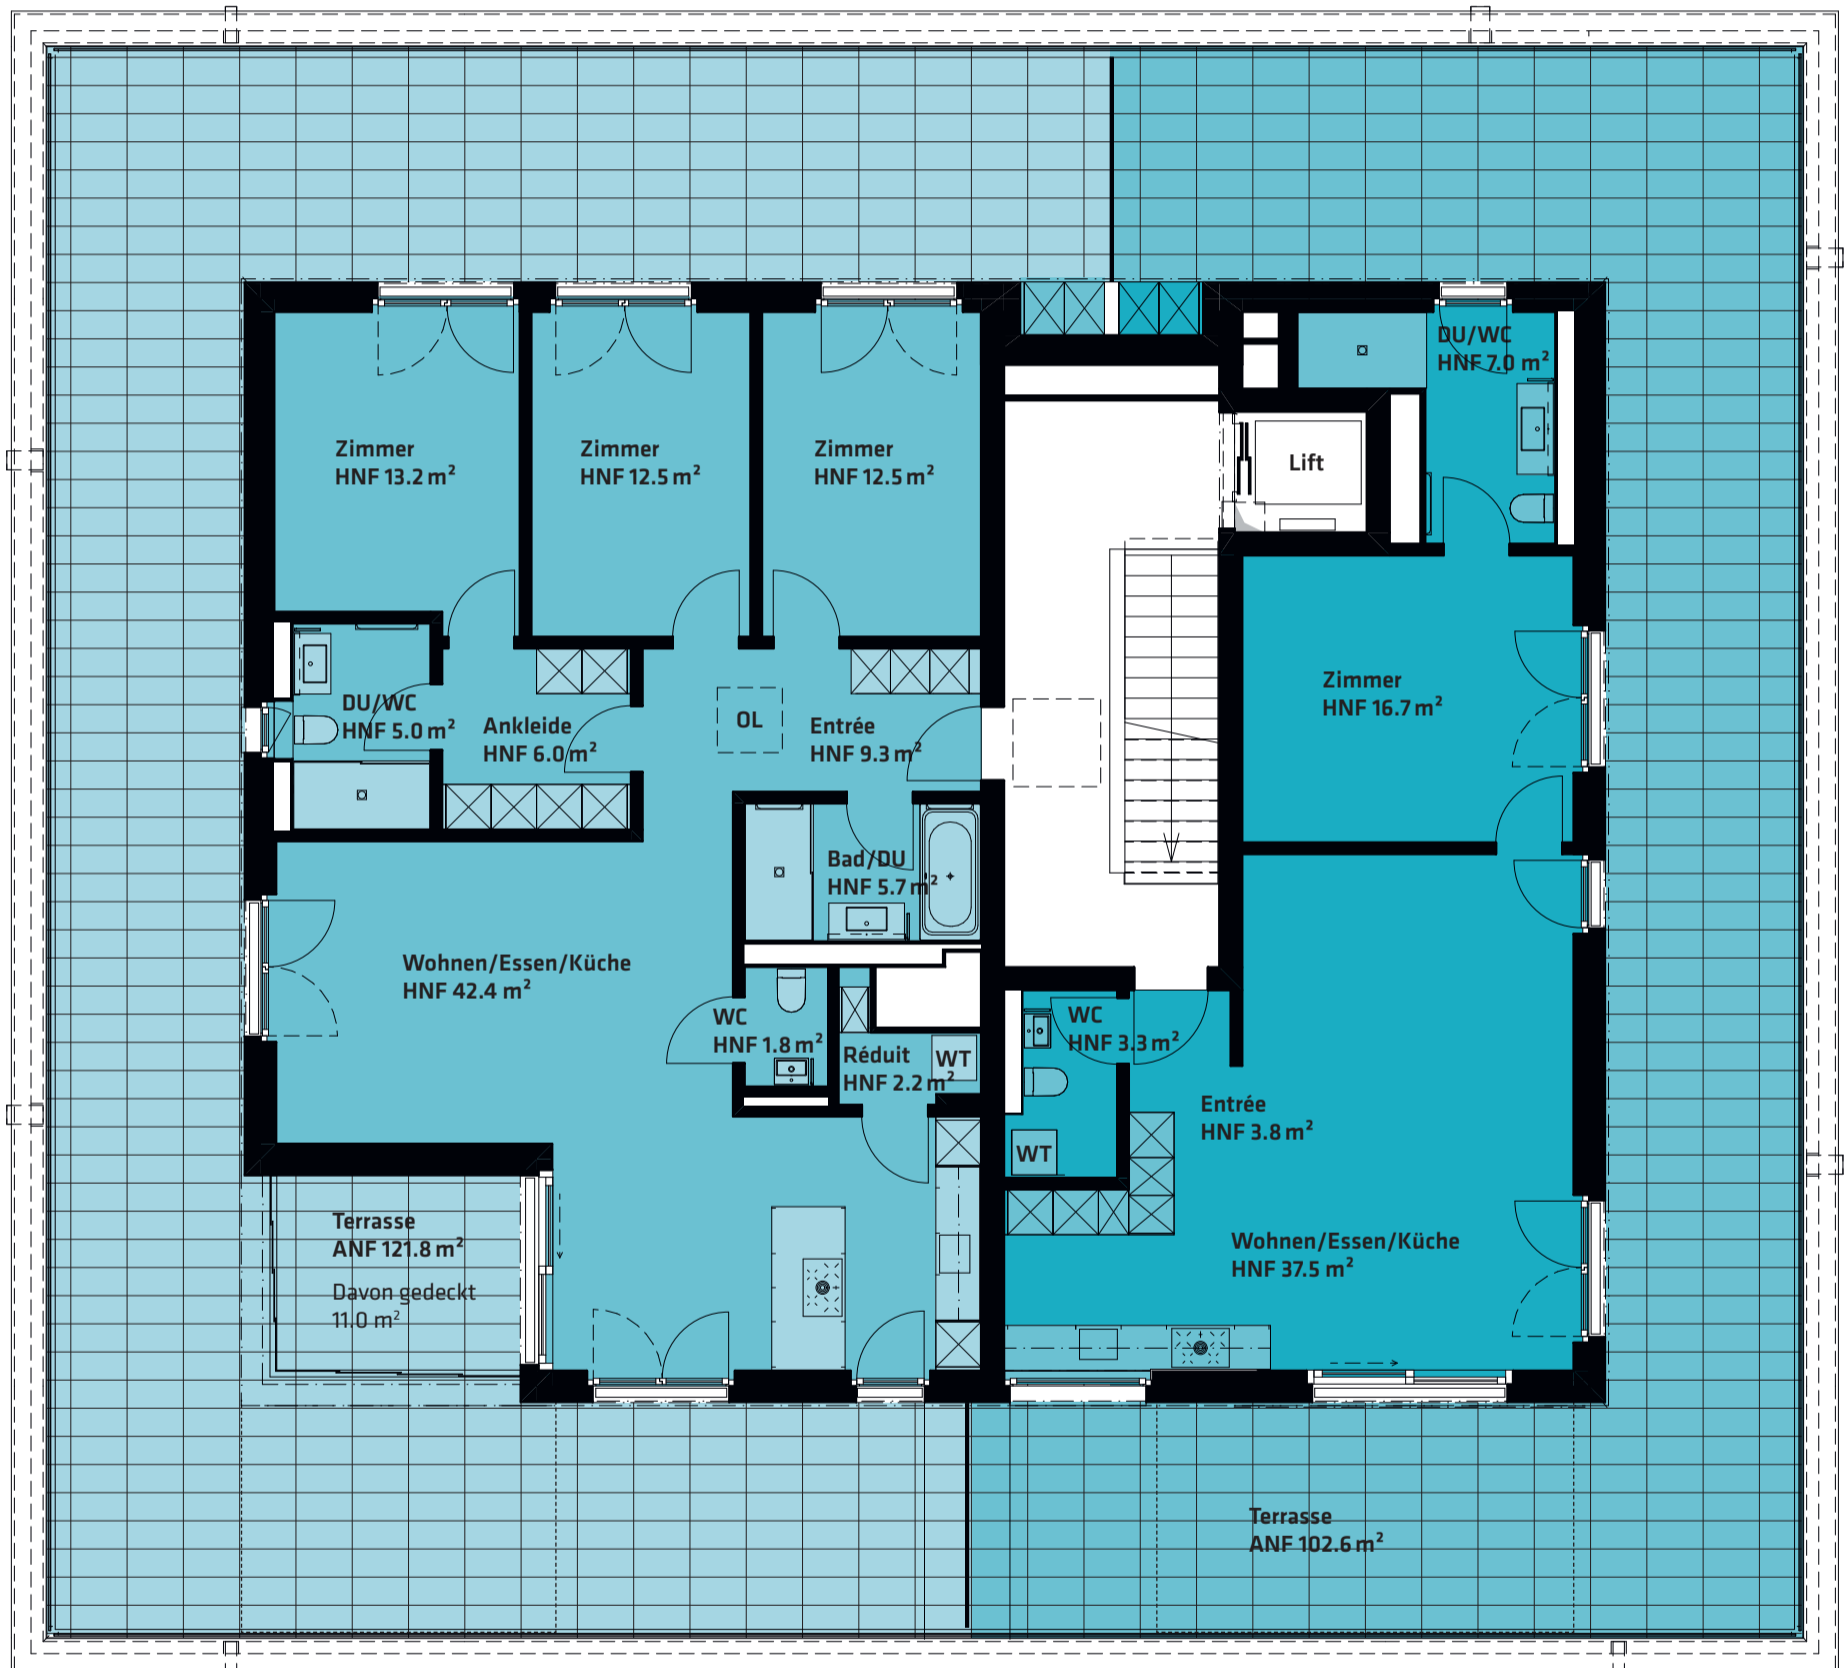 DU/WC
HNF 7.0 m²
Zimmer
HNF 13.2 m²
Zimmer
HNF 12.5 m²
Zimmer
HNF 12.5 m²
Lift
Zimmer
HNF 16.7 m²
DU/WC
HNF 5.0 m²
Ankleide
HNF 6.0 m²
OL
Entrée
HNF 9.3 m²
Bad/DU
HNF 5.7 m²
Wohnen/Essen/Küche
HNF 42.4 m²
WC
HNF 1.8 m²
Réduit
HNF 2.2 m²
WT
WC
HNF 3.3 m²
WT
Entrée
HNF 3.8 m²
Wohnen/Essen/Küche
HNF 37.5 m²
Terrasse
ANF 121.8 m²
Davon gedeckt
11.0 m²
Terrasse
ANF 102.6 m²